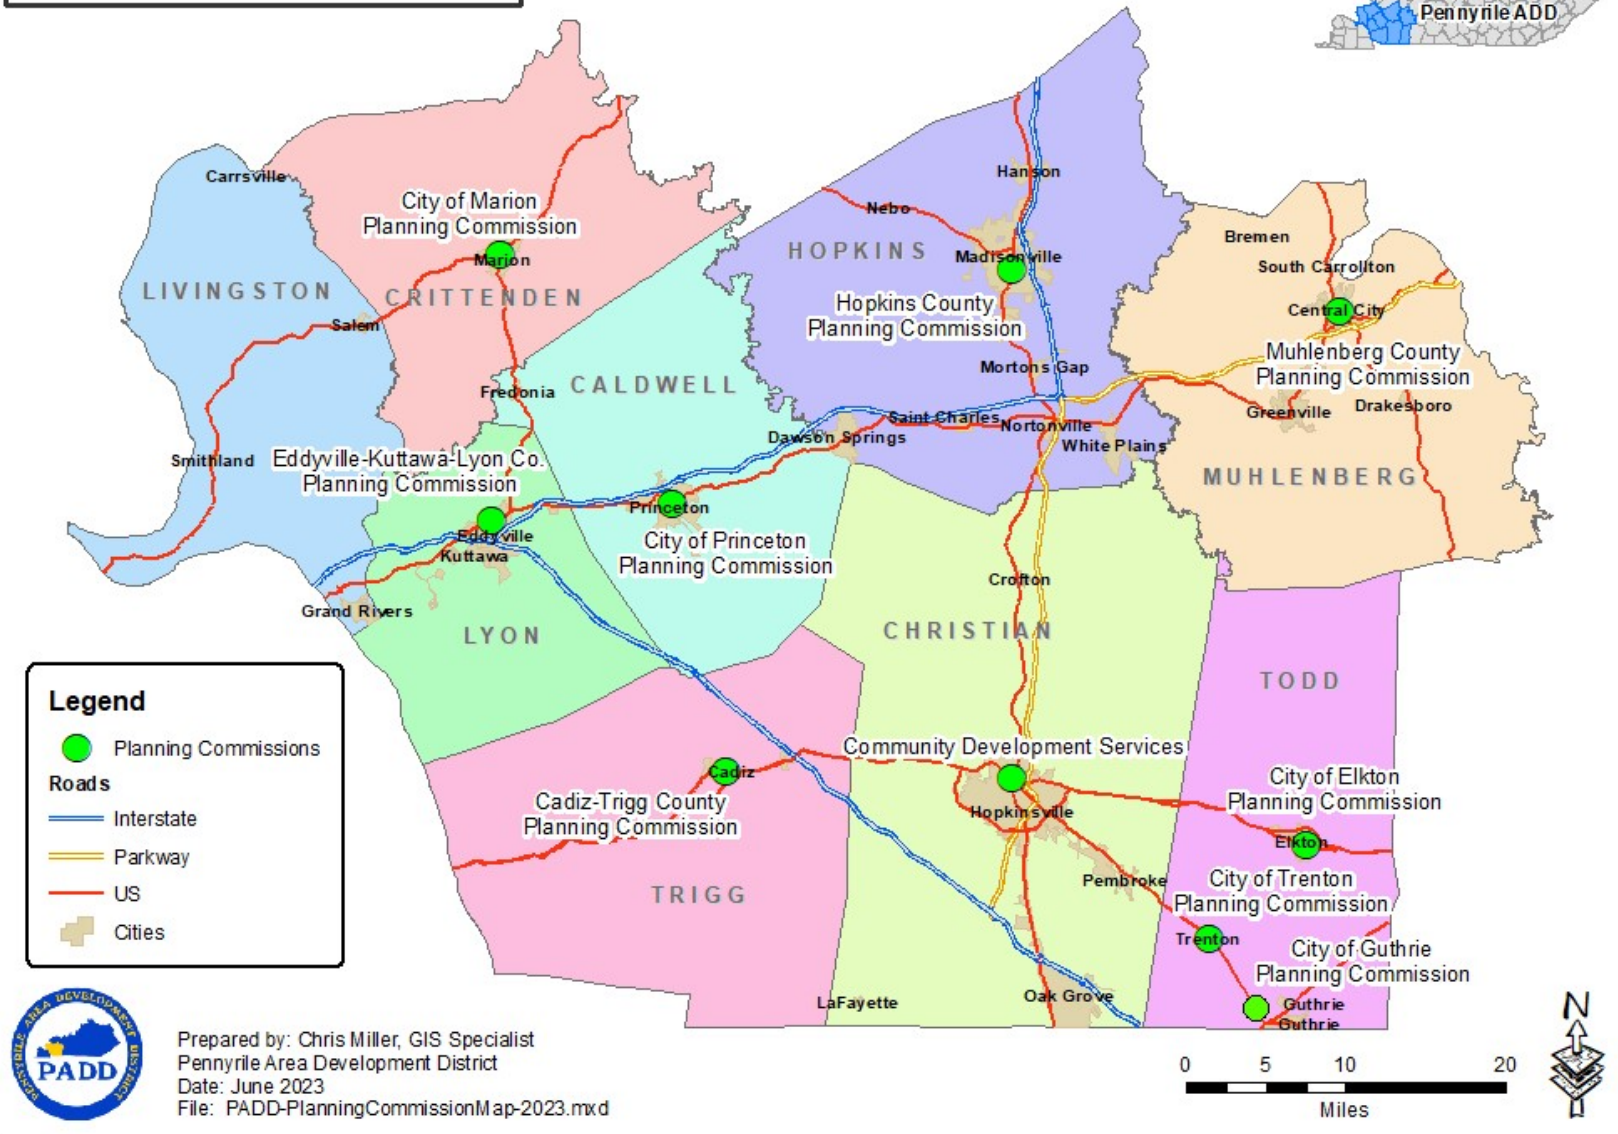 Pennyrile ADD
Hanson
Carrsville
City of Marion
Planning Commission
Nebo
Bremen
HOPKINS
Madisonville
South Carrollton
Marion
LIVINGSTON
CRITTENDEN
Hopkins County
Planning Commission
Central City
Salem
Muhlenberg County
Planning Commission
Mortons Gap
CALDWELL
Fredonia
Drakesboro
Greenville
Saint Charles
Nortonville
Dawson Springs
White Plains
Smithland
Eddyville-Kuttawa-Lyon Co.
Planning Commission
MUHLENBERG
Princeton
Eddyville
Kuttawa
City of Princeton
Planning Commission
Crofton
Grand Rivers
LYON
CHRISTIAN
TODD
Legend
Planning Commissions
Roads
Interstate
Parkway
US
Cities
Community Development Services
Cadiz
City of Elkton
Planning Commission
Cadiz-Trigg County
Planning Commission
Hopkinsville
Elkton
TRIGG
Pembroke
City of Trenton
Planning Commission
Trenton
City of Guthrie
Planning Commission
LaFayette
Oak Grove
Guthrie
Guthrie
PENNYRILE AREA DEVELOPMENT DISTRICT
PADD
Prepared by: Chris Miller, GIS Specialist
Pennyrile Area Development District
Date: June 2023
File: PADD-PlanningCommissionMap-2023.mxd
0 5 10 20
Miles
N